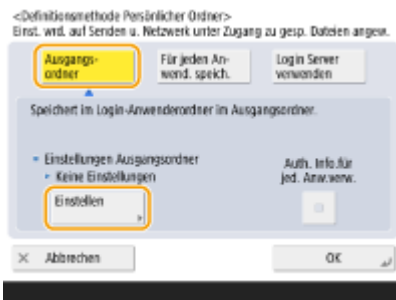 <Definitionsmethode Persönlicher Ordner>
Einst. wrd. auf Senden u. Netzwerk unter Zugang zu gesp. Dateien angew.
Ausgangs-
ordner
Für jeden An-
wend. speich.
Login Server
verwenden
Speichert im Login-Anwenderordner im Ausgangsordner.
Einstellungen Ausgangsordner
Keine Einstellungen
Einstellen
Auth. Info.für
jed. Anw.verw.
Abbrechen
OK